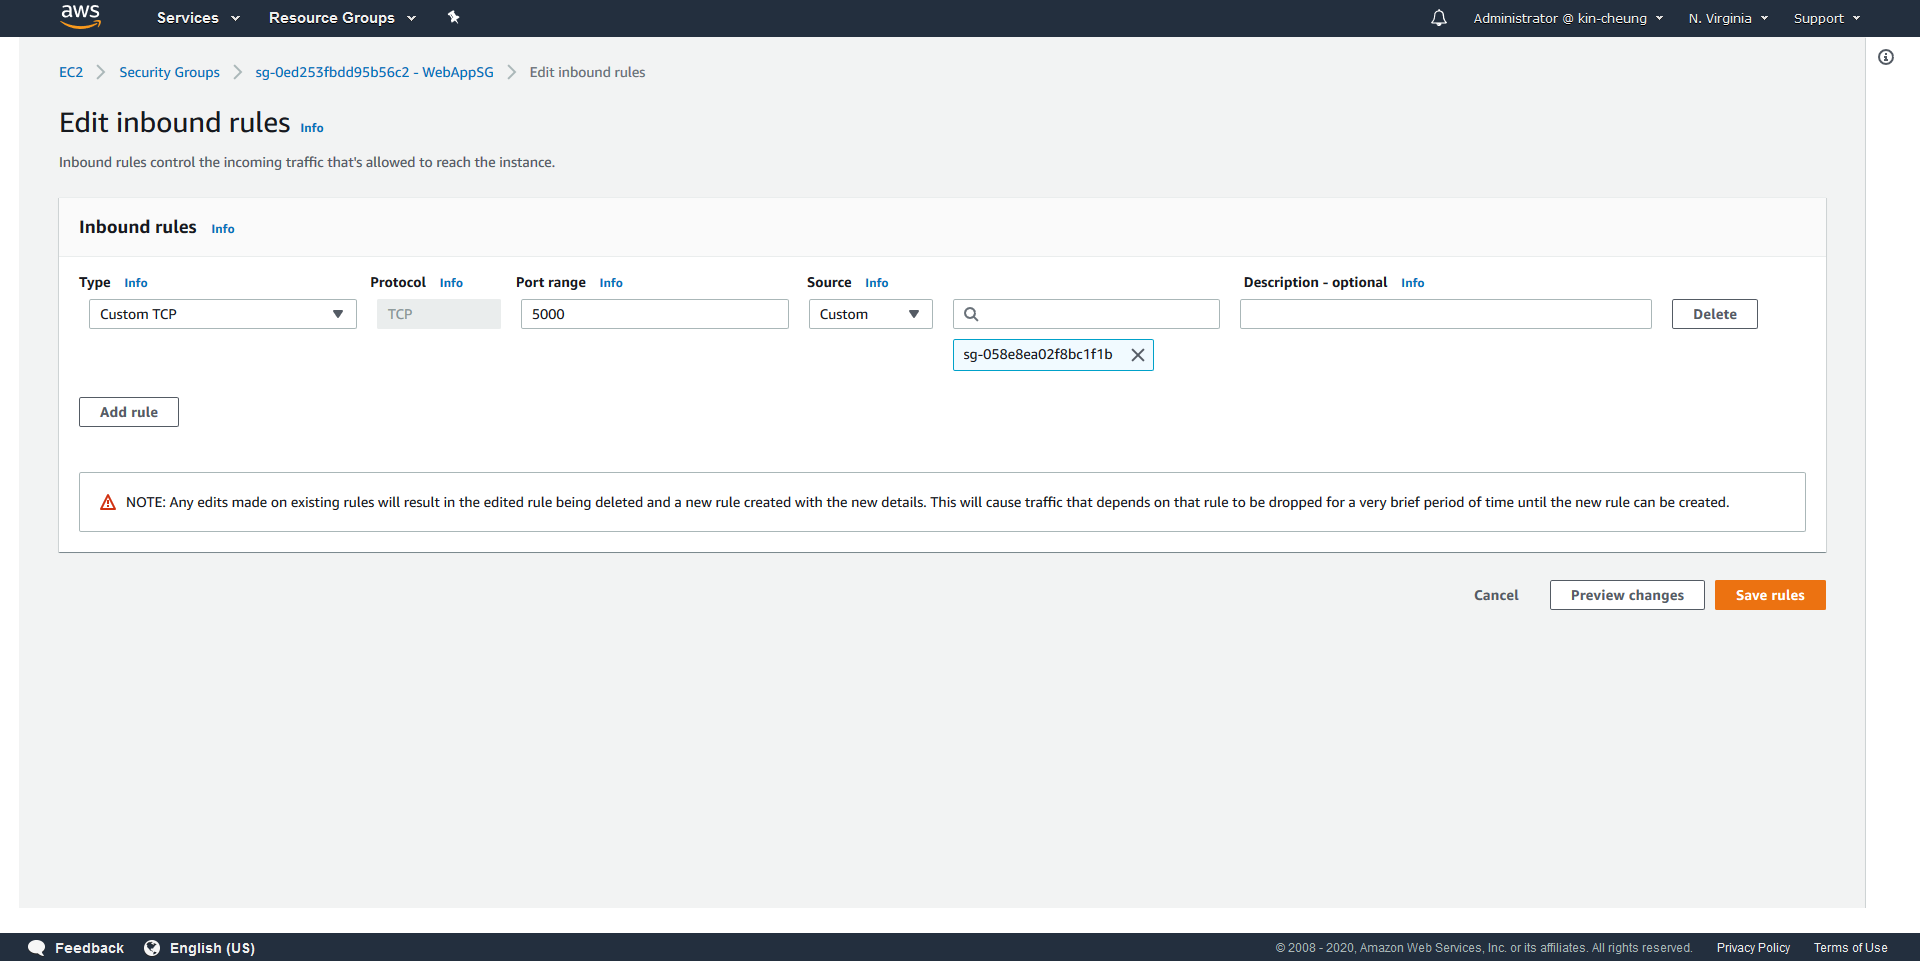 aws Services Resource Groups Administrator @ kin-cheung N. Virginia Support
EC2 Security Groups sg-0ed253fbdd95b56c2 - WebAppSG Edit inbound rules
Edit inbound rules Info
Inbound rules control the incoming traffic that's allowed to reach the instance.
Inbound rules Info
Type Info Protocol Info Port range Info Source Info Description - optional Info
Custom TCP TCP 5000 Custom Delete
sg-058e8ea02f8bc1f1b
Add rule
NOTE: Any edits made on existing rules will result in the edited rule being deleted and a new rule created with the new details. This will cause traffic that depends on that rule to be dropped for a very brief period of time until the new rule can be created.
Cancel Preview changes Save rules
Feedback English (US) © 2008 - 2020, Amazon Web Services, Inc. or its affiliates. All rights reserved. Privacy Policy Terms of Use